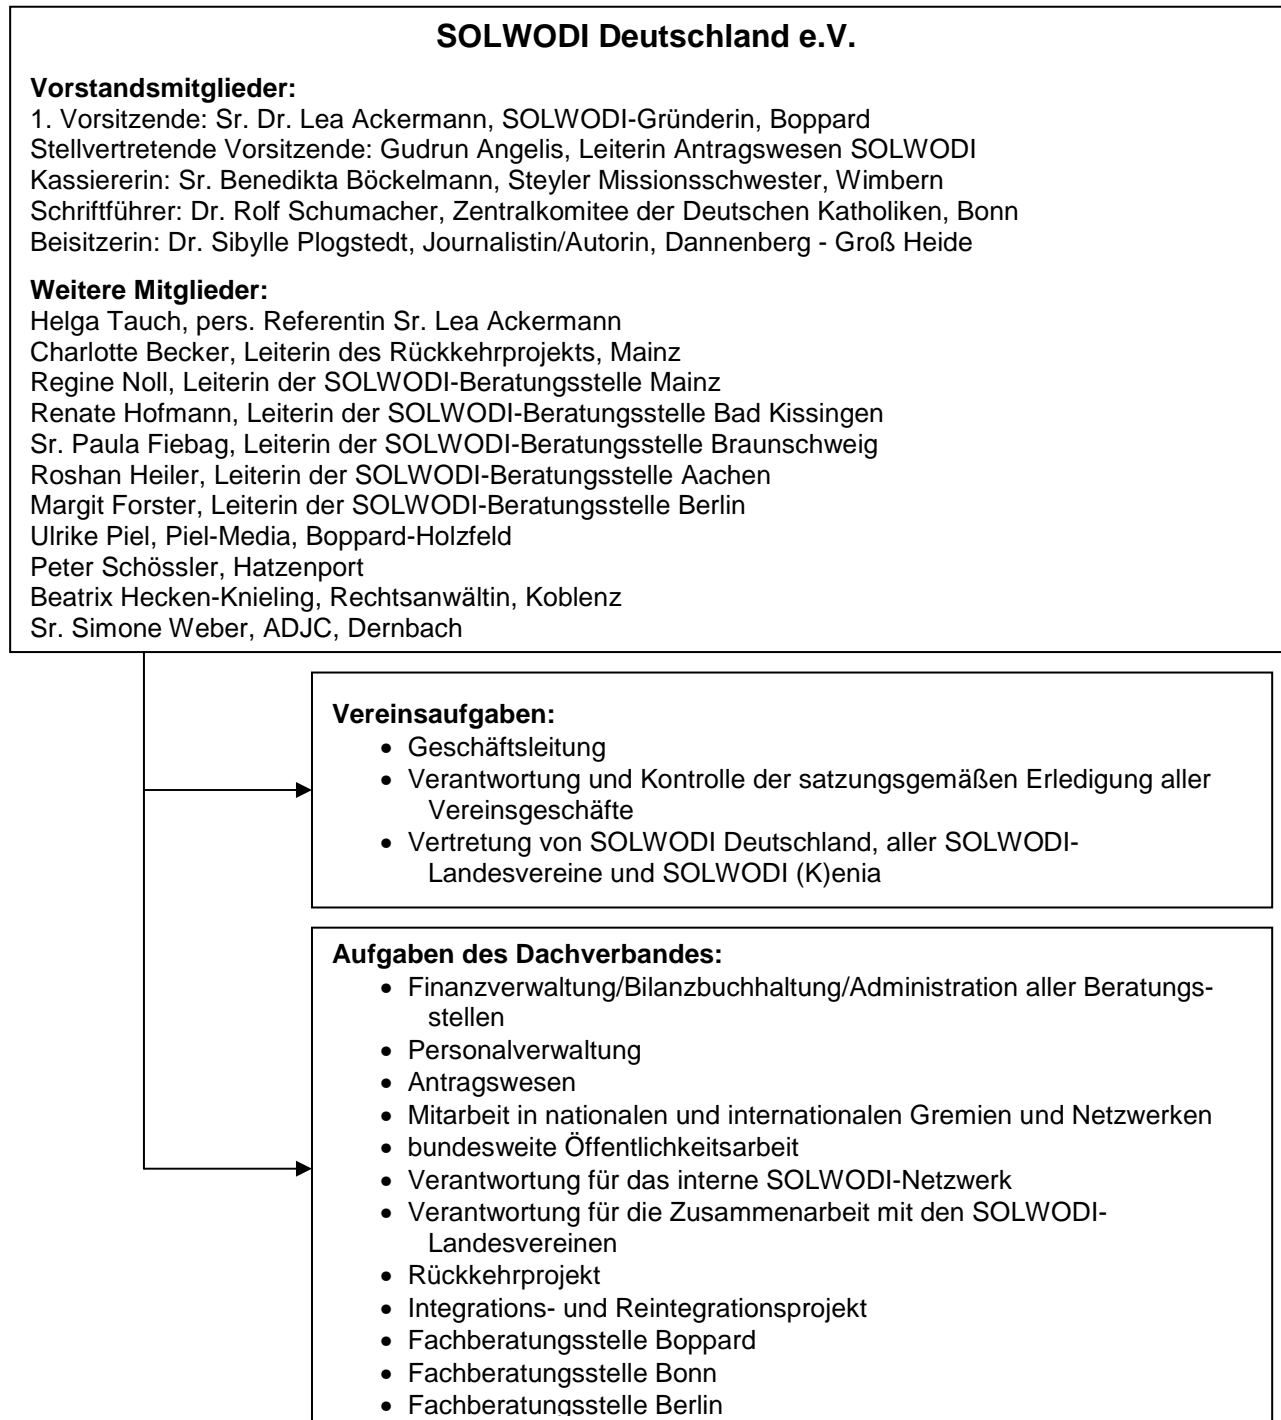 SOLWODI Deutschland e.V.
Vorstandsmitglieder:
1. Vorsitzende: Sr. Dr. Lea Ackermann, SOLWODI-Gründerin, Boppard
Stellvertretende Vorsitzende: Gudrun Angelis, Leiterin Antragswesen SOLWODI
Kassiererin: Sr. Benedikta Böckelmann, Steyler Missionsschwester, Wimbern
Schriftführer: Dr. Rolf Schumacher, Zentralkomitee der Deutschen Katholiken, Bonn
Beisitzerin: Dr. Sibylle Plogstedt, Journalistin/Autorin, Dannenberg - Groß Heide
Weitere Mitglieder:
Helga Tauch, pers. Referentin Sr. Lea Ackermann
Charlotte Becker, Leiterin des Rückkehrprojekts, Mainz
Regine Noll, Leiterin der SOLWODI-Beratungsstelle Mainz
Renate Hofmann, Leiterin der SOLWODI-Beratungsstelle Bad Kissingen
Sr. Paula Fiebag, Leiterin der SOLWODI-Beratungsstelle Braunschweig
Roshan Heiler, Leiterin der SOLWODI-Beratungsstelle Aachen
Margit Forster, Leiterin der SOLWODI-Beratungsstelle Berlin
Ulrike Piel, Piel-Media, Boppard-Holzfeld
Peter Schössler, Hatzenport
Beatrix Hecken-Knieling, Rechtsanwältin, Koblenz
Sr. Simone Weber, ADJC, Dernbach
Vereinsaufgaben:
• Geschäftsleitung
• Verantwortung und Kontrolle der satzungsgemäßen Erledigung aller
Vereinsgeschäfte
• Vertretung von SOLWODI Deutschland, aller SOLWODI-
Landesvereine und SOLWODI (K)enia
Aufgaben des Dachverbandes:
• Finanzverwaltung/Bilanzbuchhaltung/Administration aller Beratungs-
stellen
• Personalverwaltung
• Antragswesen
• Mitarbeit in nationalen und internationalen Gremien und Netzwerken
• bundesweite Öffentlichkeitsarbeit
• Verantwortung für das interne SOLWODI-Netzwerk
• Verantwortung für die Zusammenarbeit mit den SOLWODI-
Landesvereinen
• Rückkehrprojekt
• Integrations- und Reintegrationsprojekt
• Fachberatungsstelle Boppard
• Fachberatungsstelle Bonn
• Fachberatungsstelle Berlin